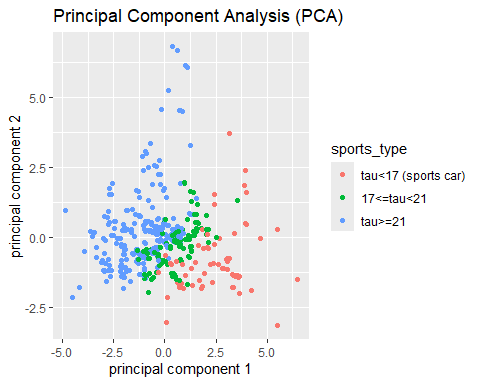 Principal Component Analysis (PCA)
principal component 2
5.0
2.5
0.0
-2.5
-5.0
-2.5
0.0
2.5
5.0
principal component 1
sports_type
tau<17 (sports car)
17<=tau<21
tau>=21